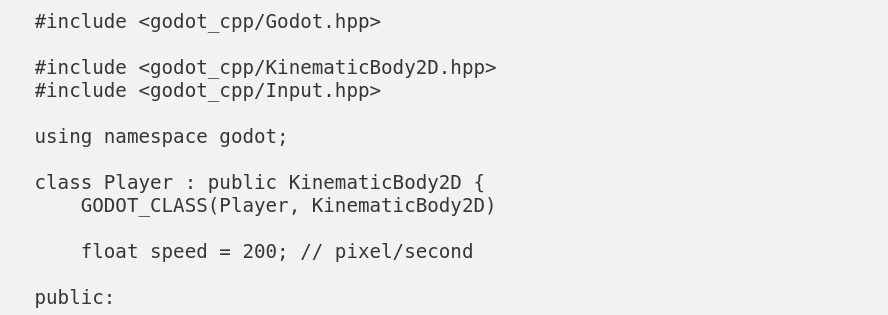 #include <godot_cpp/Godot.hpp>
#include <godot_cpp/KinematicBody2D.hpp>
#include <godot_cpp/Input.hpp>
using namespace godot;
class Player : public KinematicBody2D {
GODOT_CLASS(Player, KinematicBody2D)
float speed = 200; // pixel/second
public: